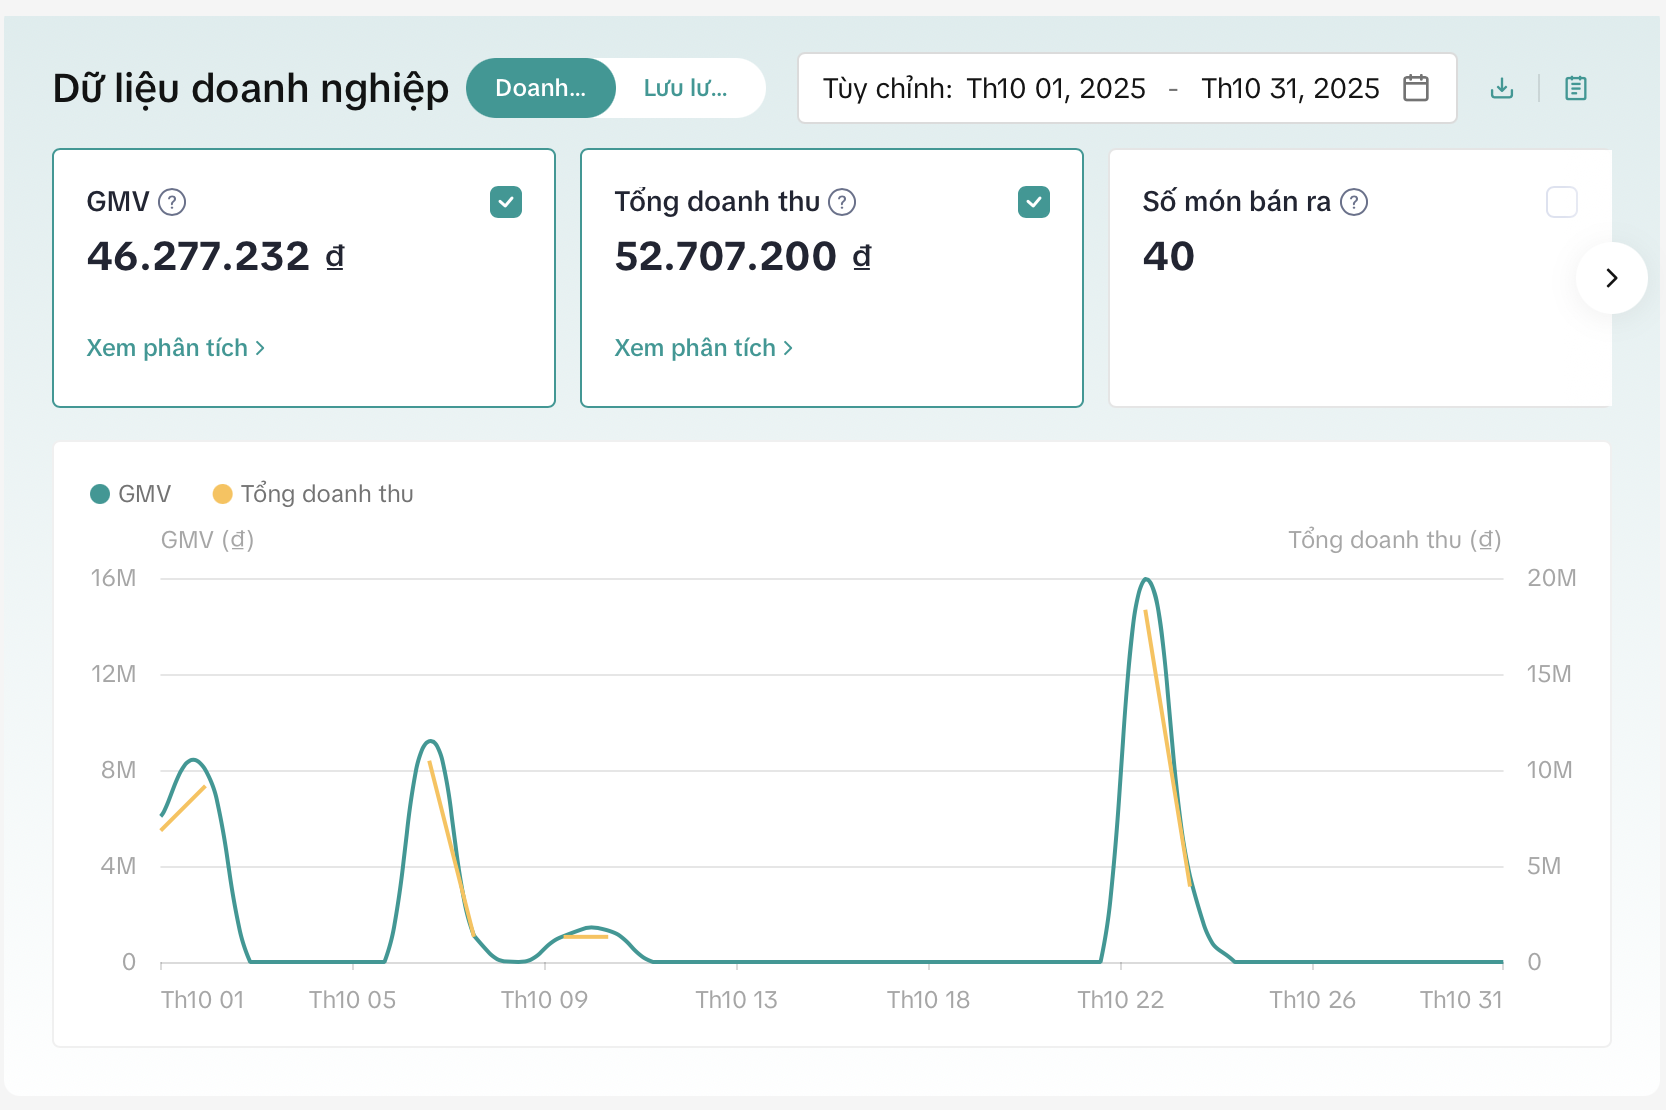 Dữ liệu doanh nghiệp
Doanh...
Lưu lư...
Tùy chỉnh: Th10 01, 2025 - Th10 31, 2025
GMV ?
46.277.232 ₫
Xem phân tích >
Tổng doanh thu ?
52.707.200 ₫
Xem phân tích >
Số món bán ra ?
40
GMV
Tổng doanh thu
GMV (₫)
Tổng doanh thu (₫)
16M
12M
8M
4M
0
20M
15M
10M
5M
0
Th10 01
Th10 05
Th10 09
Th10 13
Th10 18
Th10 22
Th10 26
Th10 31